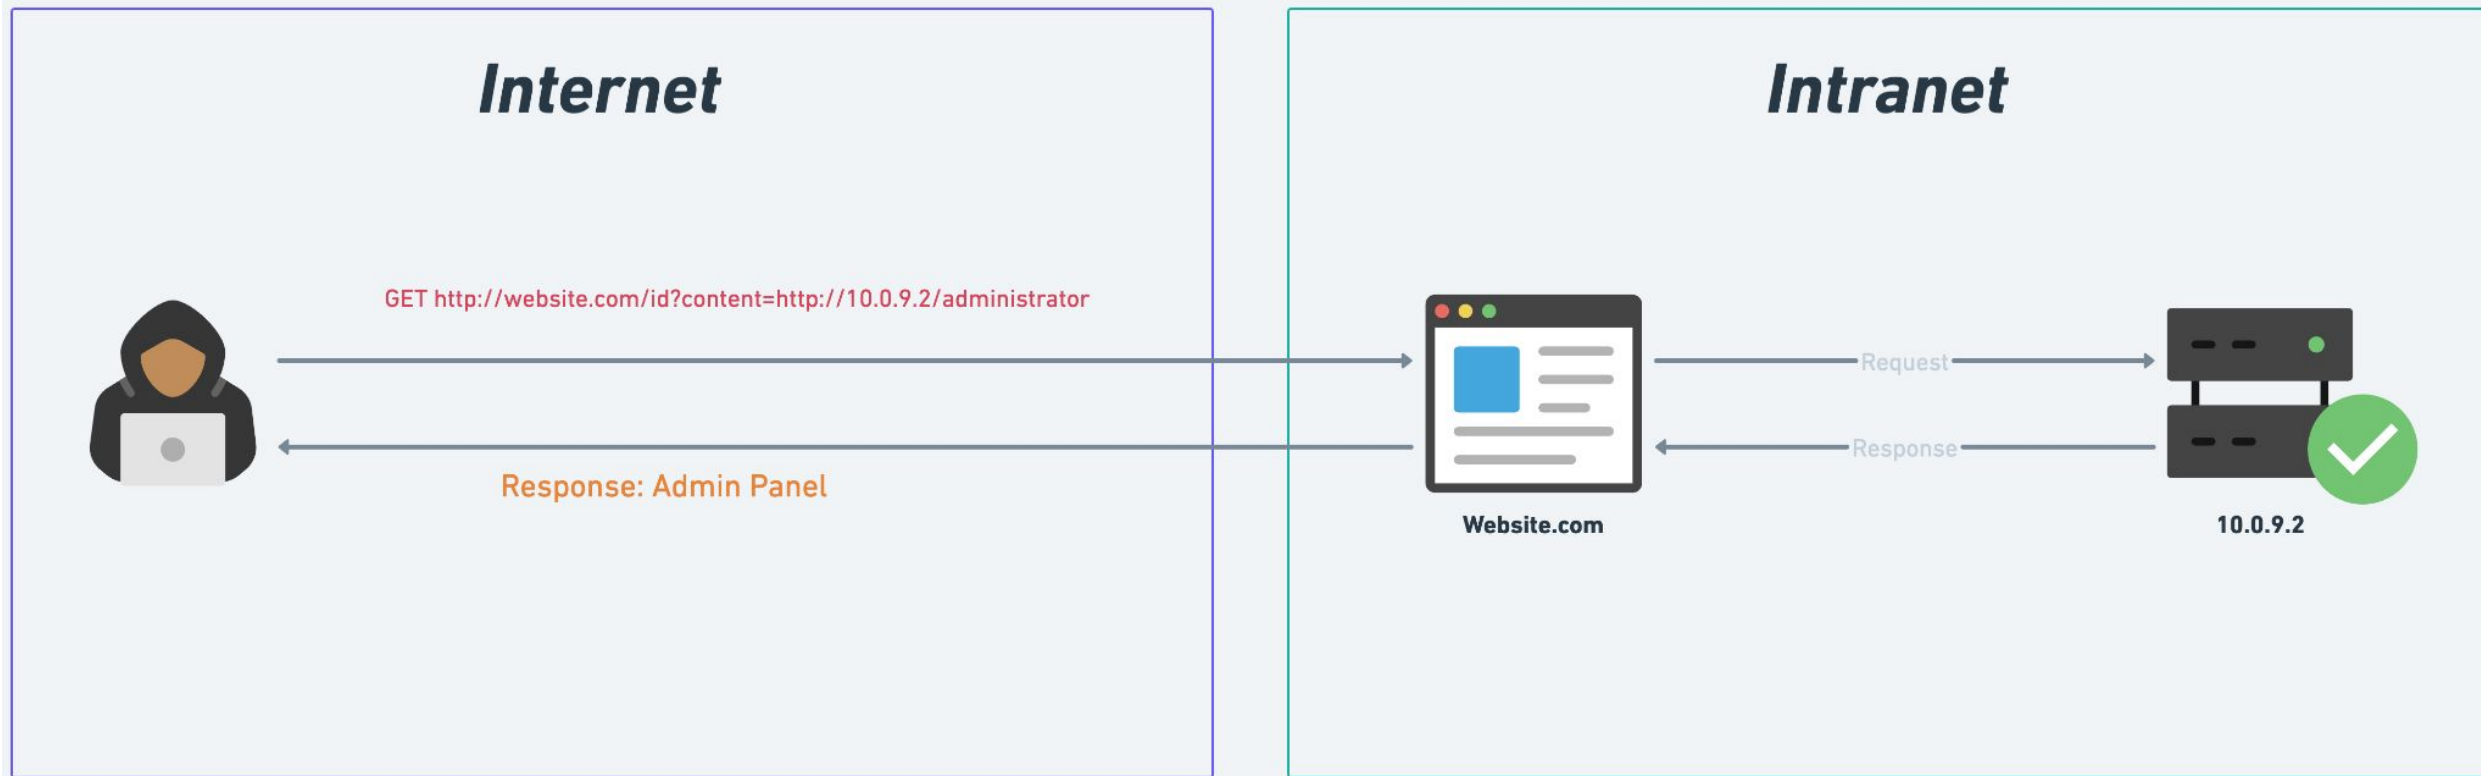 Internet
Intranet
GET http://website.com/id?content=http://10.0.9.2/administrator
Request
Response
Response: Admin Panel
Website.com
10.0.9.2